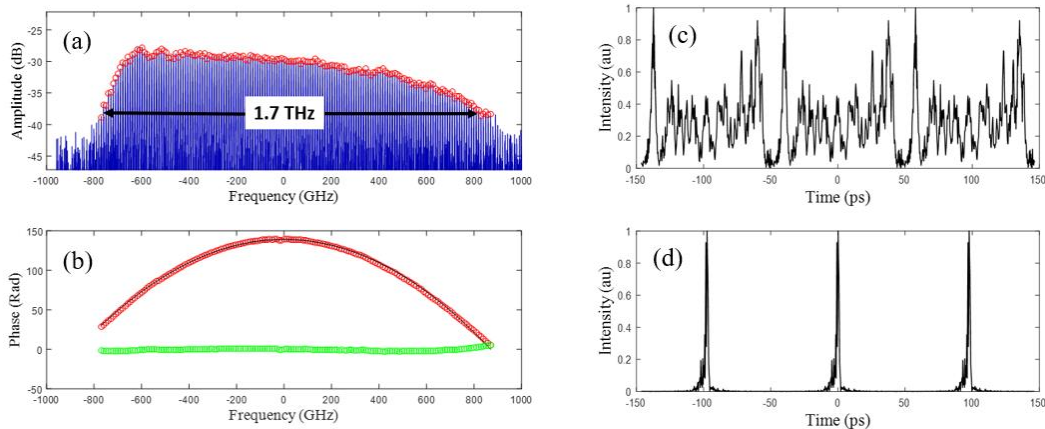 (a)
Amplitude (dB)
-25
-30
-35
-40
-45
1.7 THz
-1000 -800 -600 -400 -200 0 200 400 600 800 1000
Frequency (GHz)
(b)
Phase (Rad)
150
100
50
0
-50
-1000 -800 -600 -400 -200 0 200 400 600 800 1000
Frequency (GHz)
(c)
Intensity (au)
1
0.8
0.6
0.4
0.2
0
-150 -100 -50 0 50 100 150
Time (ps)
(d)
Intensity (au)
1
0.8
0.6
0.4
0.2
0
-100 -50 0 50 100 150
Time (ps)